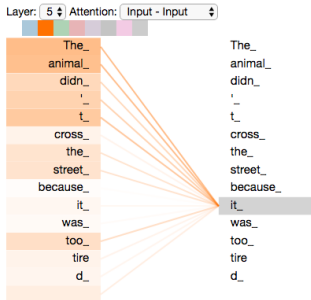 Layer: 5 Attention: Input - Input
The_ The_
animal_ animal_
didn_ didn_
'_ '_
t_ t_
cross_ cross_
the_ the_
street_ street_
because_ because_
it_ it_
was_ was_
too_ too_
tire tire
d_ d_